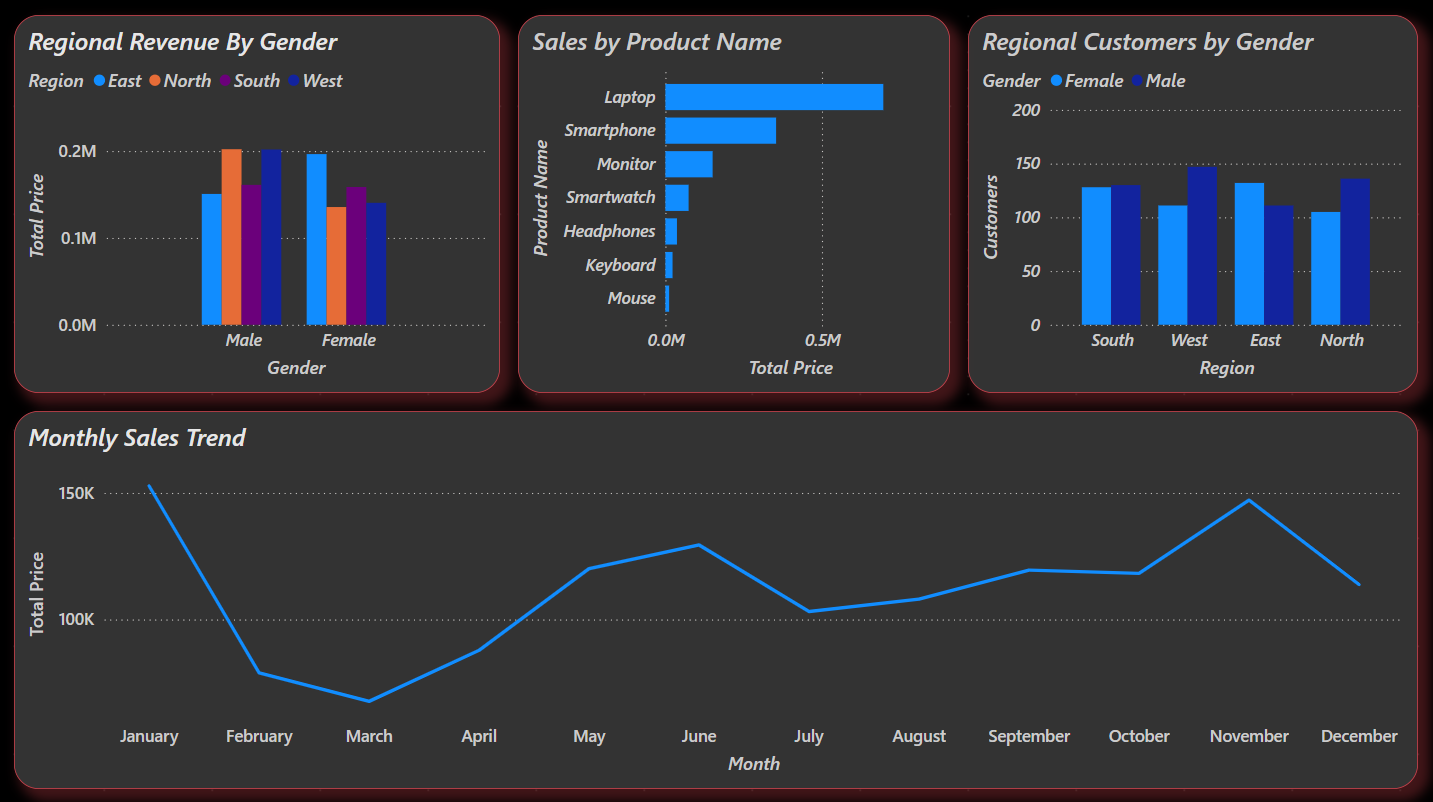 Regional Revenue By Gender
Region East North South West
Total Price
0.2M
0.1M
0.0M
Male Female
Gender
Sales by Product Name
Product Name
Laptop
Smartphone
Monitor
Smartwatch
Headphones
Keyboard
Mouse
0.0M 0.5M
Total Price
Regional Customers by Gender
Gender Female Male
Customers
200
150
100
50
0
South West East North
Region
Monthly Sales Trend
Total Price
150K
100K
January February March April May June July August September October November December
Month